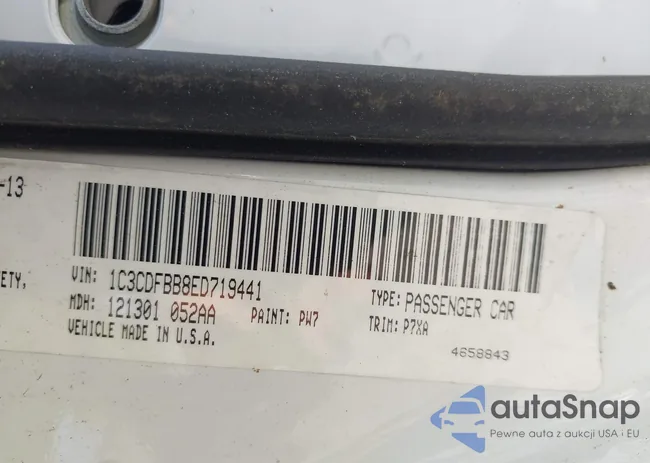 -13
ETY,
VIN: 1C3CDFBB8ED719441
TYPE: PASSENGER CAR
MDH: 121301 052AA PAINT: PW7 TRIM: P7XA
VEHICLE MADE IN U.S.A.
4658843
autaSnap
Pewne auta z aukcji USA i EU